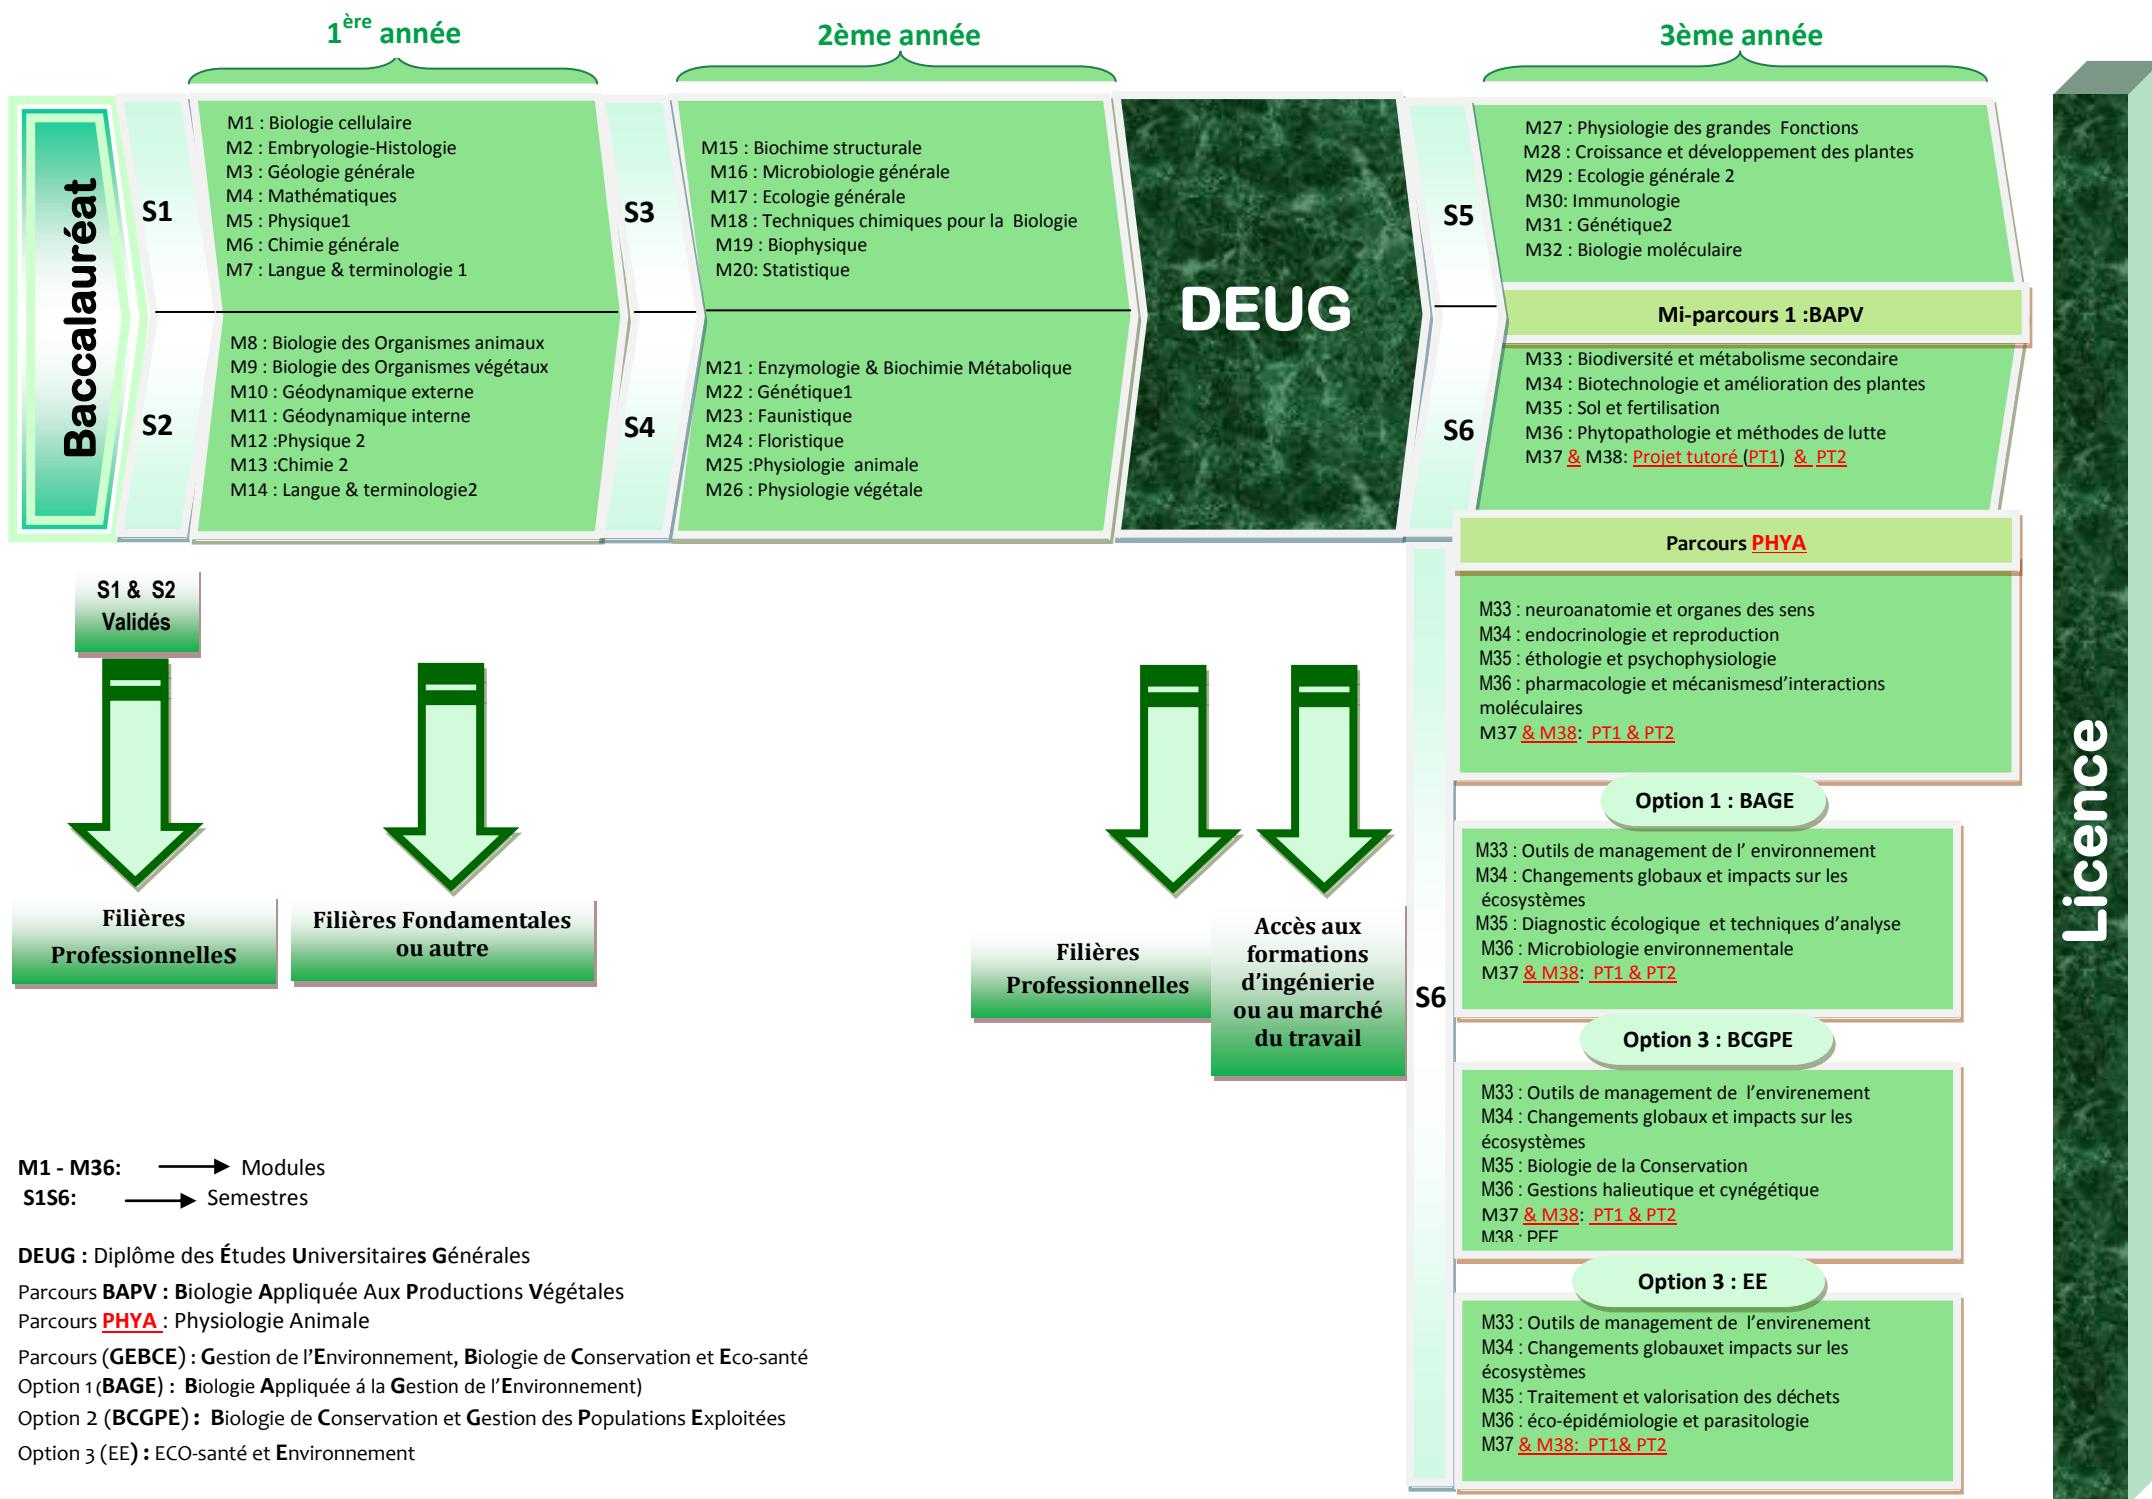 1ère année
2ème année
3ème année
Baccalauréat
S1
M1 : Biologie cellulaire
M2 : Embryologie-Histologie
M3 : Géologie générale
M4 : Mathématiques
M5 : Physique1
M6 : Chimie générale
M7 : Langue & terminologie 1
S2
M8 : Biologie des Organismes animaux
M9 : Biologie des Organismes végétaux
M10 : Géodynamique externe
M11 : Géodynamique interne
M12 :Physique 2
M13 :Chimie 2
M14 : Langue & terminologie2
S3
M15 : Biochime structurale
M16 : Microbiologie générale
M17 : Ecologie générale
M18 : Techniques chimiques pour la Biologie
M19 : Biophysique
M20: Statistique
S4
M21 : Enzymologie & Biochimie Métabolique
M22 : Génétique1
M23 : Faunistique
M24 : Floristique
M25 :Physiologie animale
M26 : Physiologie végétale
DEUG
S5
M27 : Physiologie des grandes Fonctions
M28 : Croissance et développement des plantes
M29 : Ecologie générale 2
M30: Immunologie
M31 : Génétique2
M32 : Biologie moléculaire
Mi-parcours 1 :BAPV
S6
M33 : Biodiversité et métabolisme secondaire
M34 : Biotechnologie et amélioration des plantes
M35 : Sol et fertilisation
M36 : Phytopathologie et méthodes de lutte
M37 & M38: Projet tutoré (PT1) & PT2
Parcours PHYA
M33 : neuroanatomie et organes des sens
M34 : endocrinologie et reproduction
M35 : éthologie et psychophysiologie
M36 : pharmacologie et mécanismesd'interactions
moléculaires
M37 & M38: PT1 & PT2
S6
Option 1 : BAGE
M33 : Outils de management de l' environement
M34 : Changements globaux et impacts sur les
écosystèmes
M35 : Diagnostic écologique et techniques d'analyse
M36 : Microbiologie environnementale
M37 & M38: PT1 & PT2
Option 3 : BCGPE
M33 : Outils de management de l'envirenement
M34 : Changements globaux et impacts sur les
écosystèmes
M35 : Biologie de la Conservation
M36 : Gestions halieutique et cynégétique
M37 & M38: PT1 & PT2
M38 : PFF
Option 3 : EE
M33 : Outils de management de l'envirenement
M34 : Changements globauxet impacts sur les
écosystèmes
M35 : Traitement et valorisation des déchets
M36 : éco-épidémiologie et parasitologie
M37 & M38: PT1& PT2
Licence
S1 & S2
Validés
Filières
Professionnelles
Filières Fondamentales
ou autre
Filières
Professionnelles
Accès aux
formations
d'ingénierie
ou au marché
du travail
M1 - M36: Modules
S1S6: Semestres
DEUG : Diplôme des Études Universitaires Générales
Parcours BAPV : Biologie Appliquée Aux Productions Végétales
Parcours PHYA : Physiologie Animale
Parcours (GEBCE) : Gestion de l'Environnement, Biologie de Conservation et Eco-santé
Option 1 (BAGE) : Biologie Appliquée á la Gestion de l'Environnement)
Option 2 (BCGPE) : Biologie de Conservation et Gestion des Populations Exploitées
Option 3 (EE) : ECO-santé et Environnement